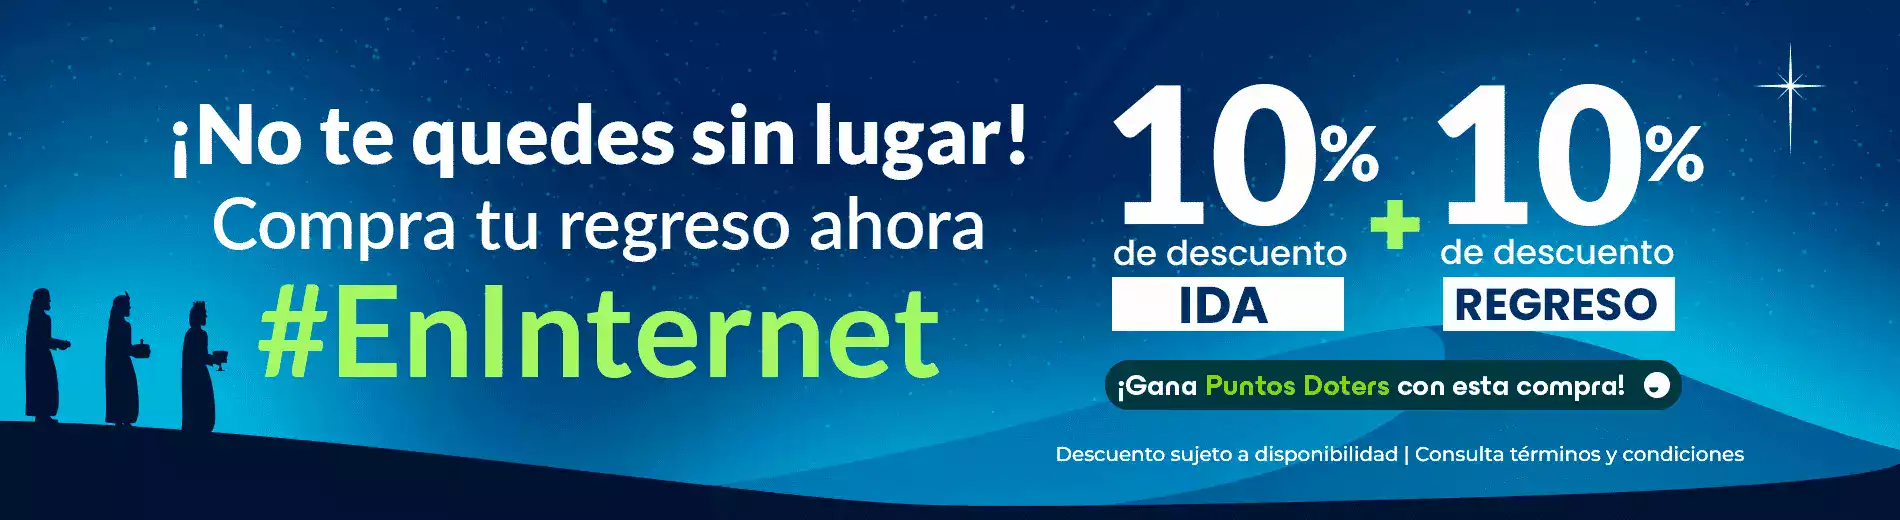 ¡No te quedes sin lugar!
Compra tu regreso ahora
#EnInternet
10% + 10%
de descuento de descuento
IDA REGRESO
¡Gana Puntos Doters con esta compra!
Descuento sujeto a disponibilidad | Consulta términos y condiciones